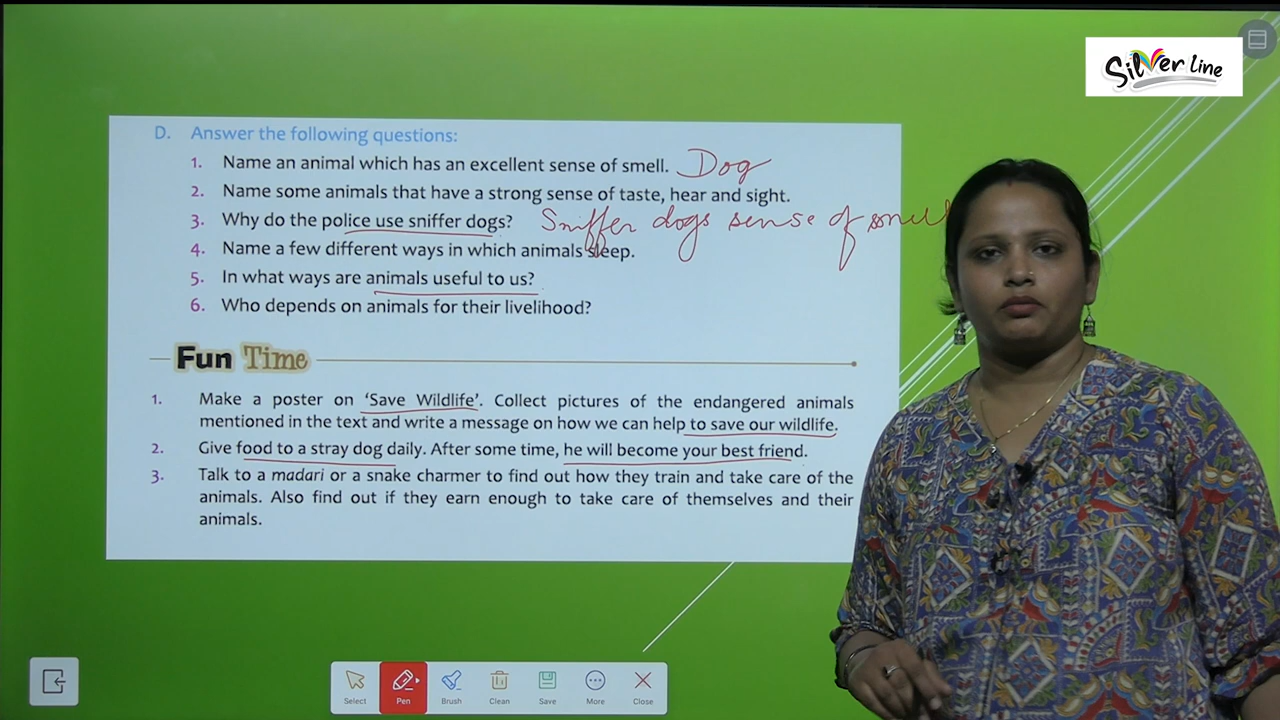 Silver Line
D. Answer the following questions:
1. Name an animal which has an excellent sense of smell. Dog
2. Name some animals that have a strong sense of taste, hear and sight.
3. Why do the police use sniffer dogs? Sniffer dogs sense of smell
4. Name a few different ways in which animals sleep.
5. In what ways are animals useful to us?
6. Who depends on animals for their livelihood?
Fun Time
1. Make a poster on ‘Save Wildlife’. Collect pictures of the endangered animals
mentioned in the text and write a message on how we can help to save our wildlife.
2. Give food to a stray dog daily. After some time, he will become your best friend.
3. Talk to a madari or a snake charmer to find out how they train and take care of the
animals. Also find out if they earn enough to take care of themselves and their
animals.
Select Pen Brush Clean Save More Close